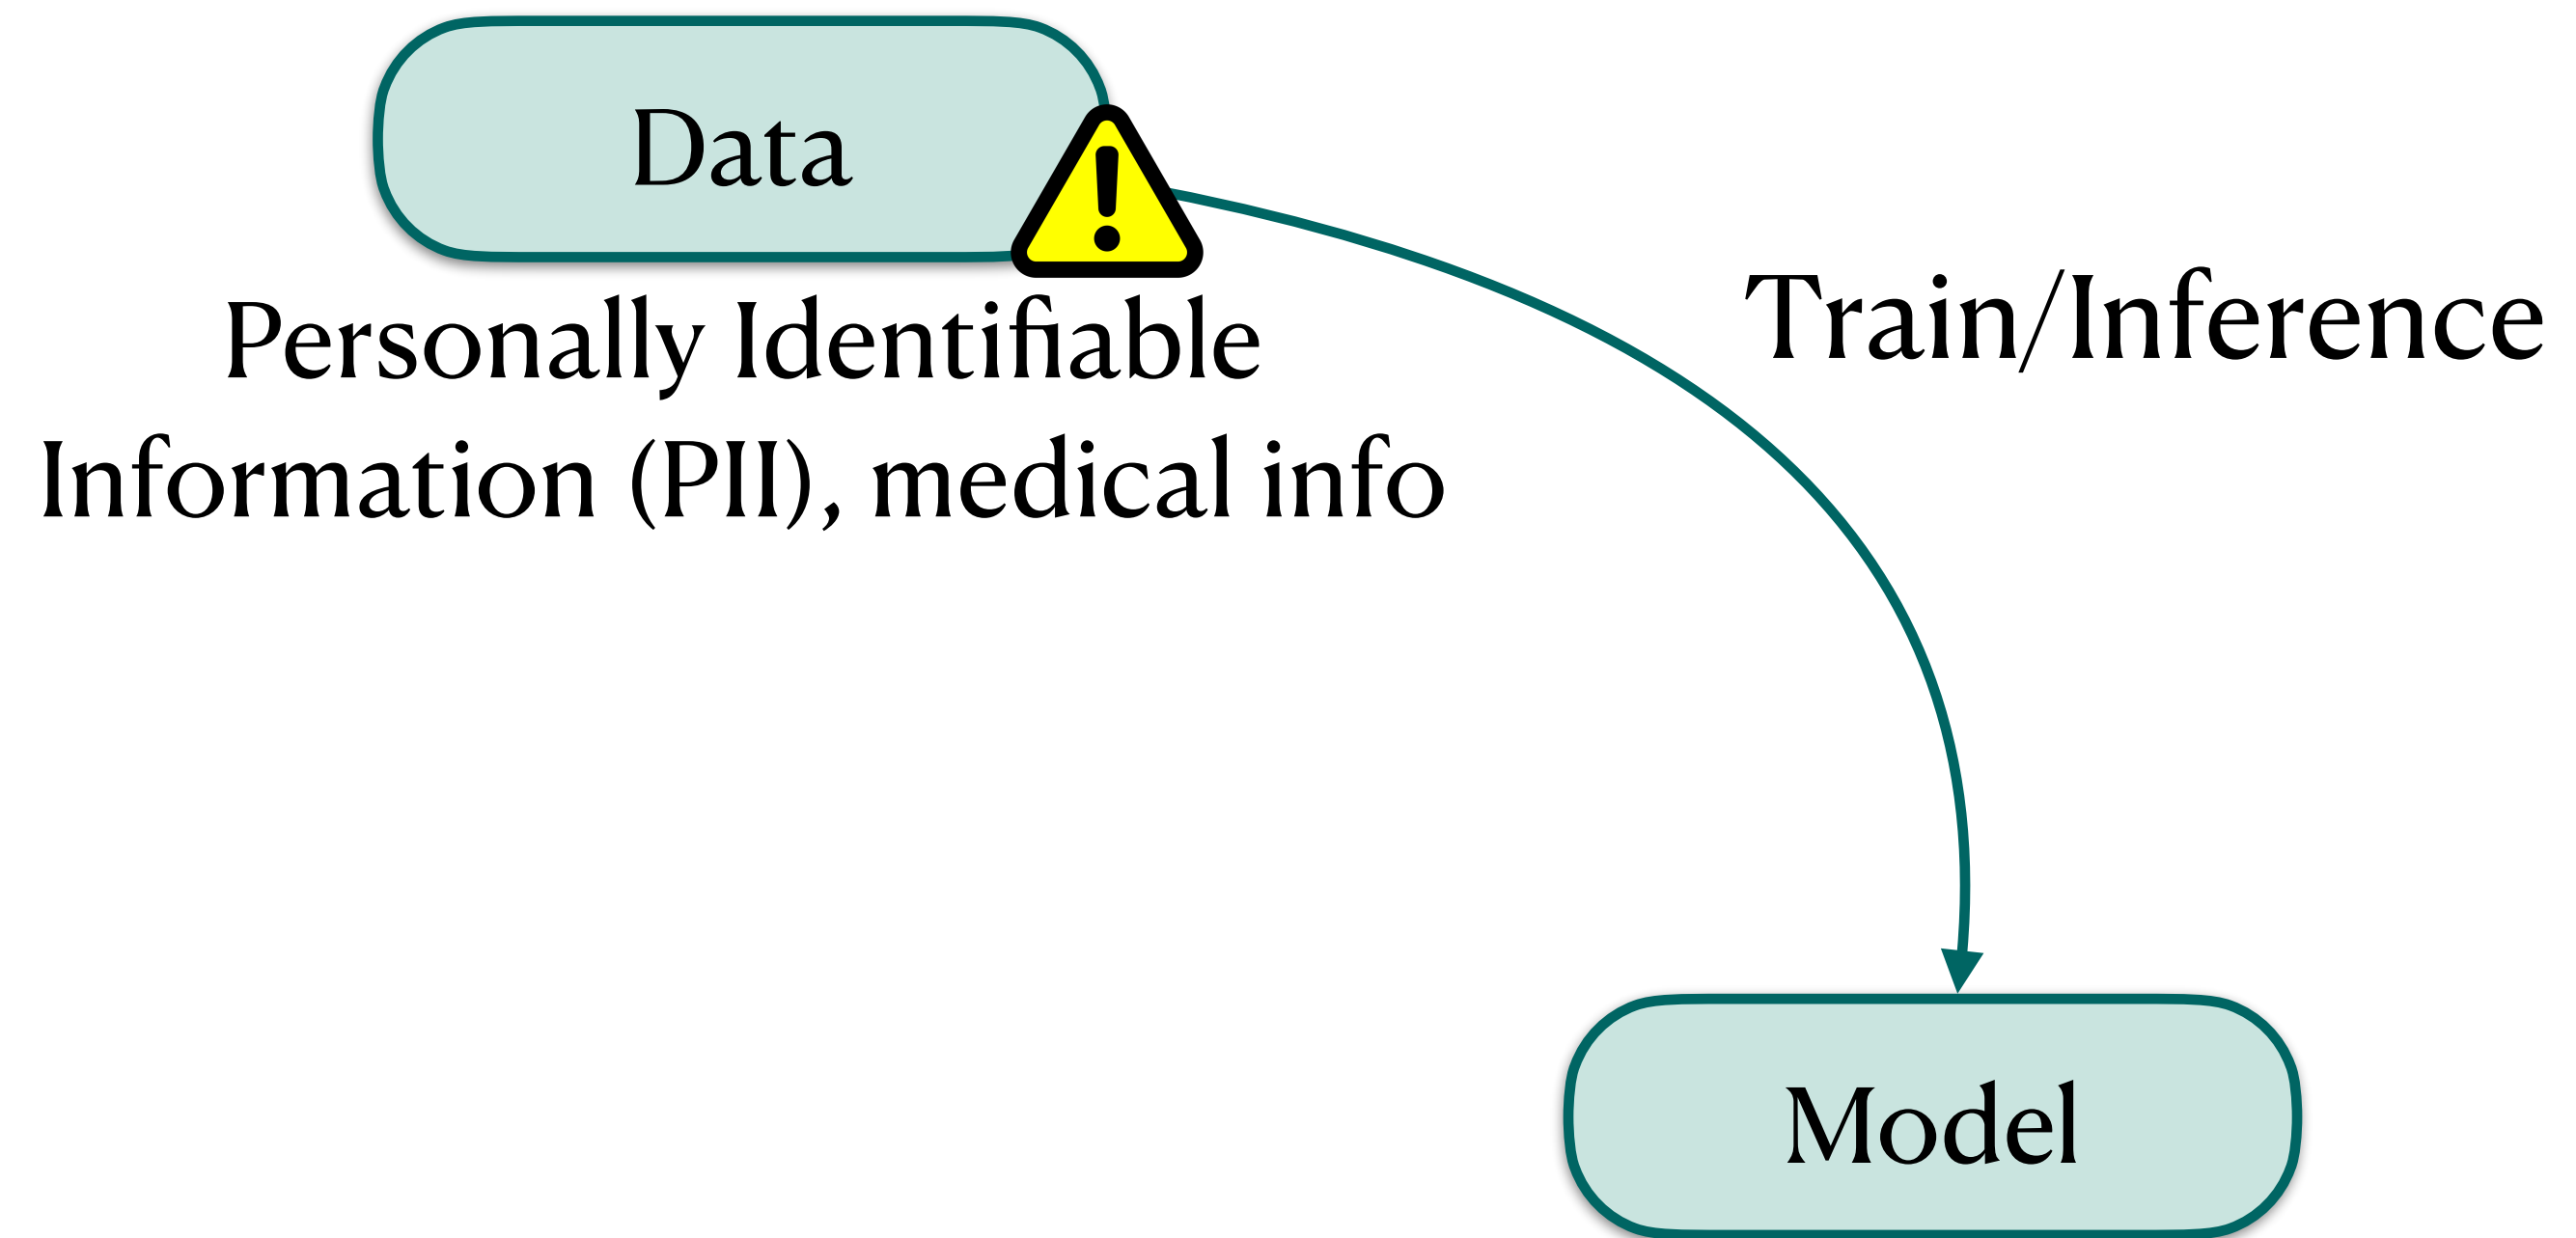 Data
Personally Identifiable
Information (PII), medical info
Train/Inference
Model